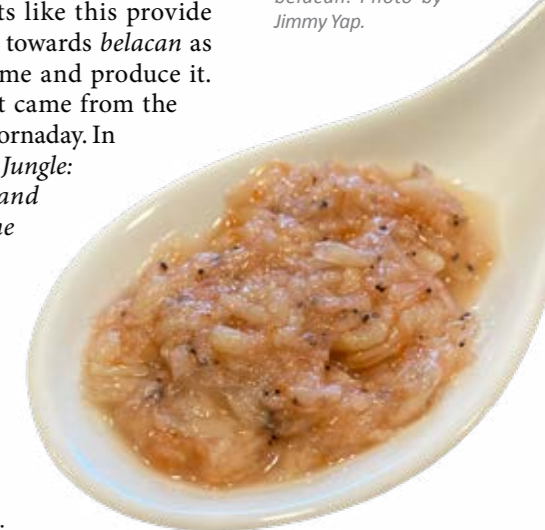 ts like this provide
towards belacan as
me and produce it.
t came from the
ornaday. In
Jungle:
and
ne
.
belacan. Photo by
Jimmy Yap.